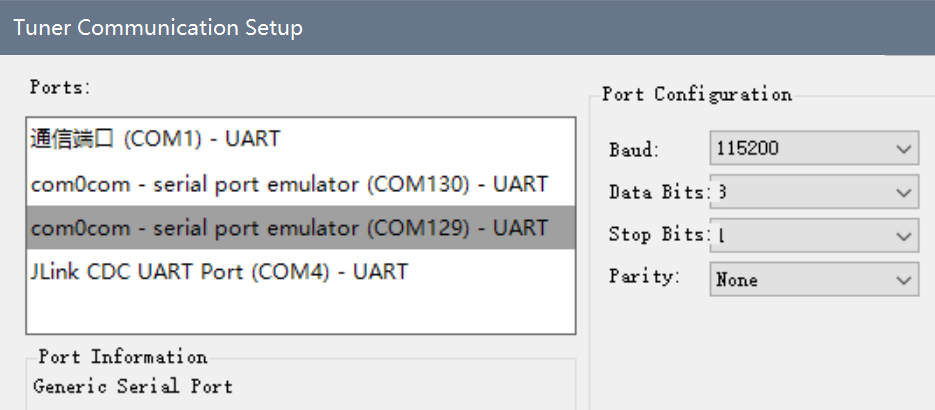 Tuner Communication Setup
Ports:
通信端口 (COM1) - UART
com0com - serial port emulator (COM130) - UART
com0com - serial port emulator (COM129) - UART
JLink CDC UART Port (COM4) - UART
Port Information
Generic Serial Port
Port Configuration
Baud: 115200
Data Bits:
Stop Bits: 1
Parity: None